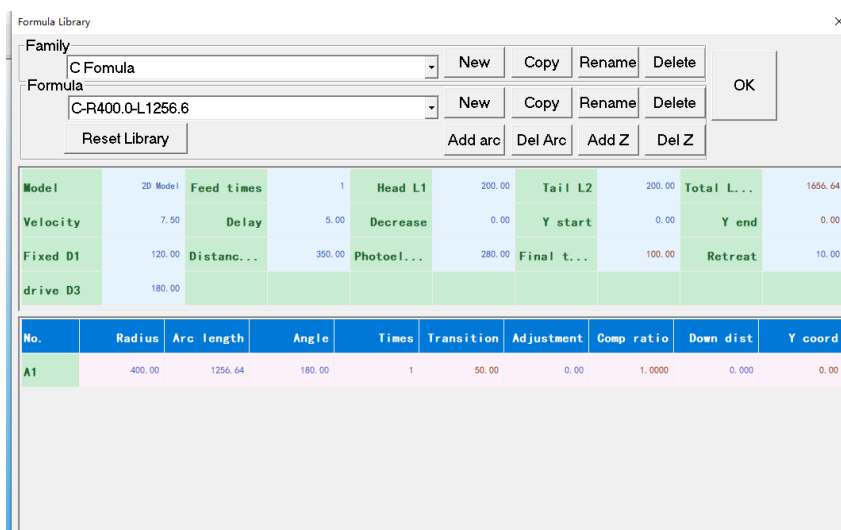 Formula Library
Family
C Fomula
New Copy Rename Delete
OK
Formula
C-R400.0-L1256.6
New Copy Rename Delete
Reset Library
Add arc Del Arc Add Z Del Z
Model 2D Model Feed times 1 Head L1 200.00 Tail L2 200.00 Total L... 1656.64
Velocity 7.50 Delay 5.00 Decrease 0.00 Y start 0.00 Y end 0.00
Fixed D1 120.00 Distanc... 350.00 Photoel... 280.00 Final t... 100.00 Retreat 10.00
drive D3 180.00
No. Radius Arc length Angle Times Transition Adjustment Comp ratio Down dist Y coord
A1 400.00 1256.64 180.00 1 50.00 0.00 1.0000 0.000 0.00